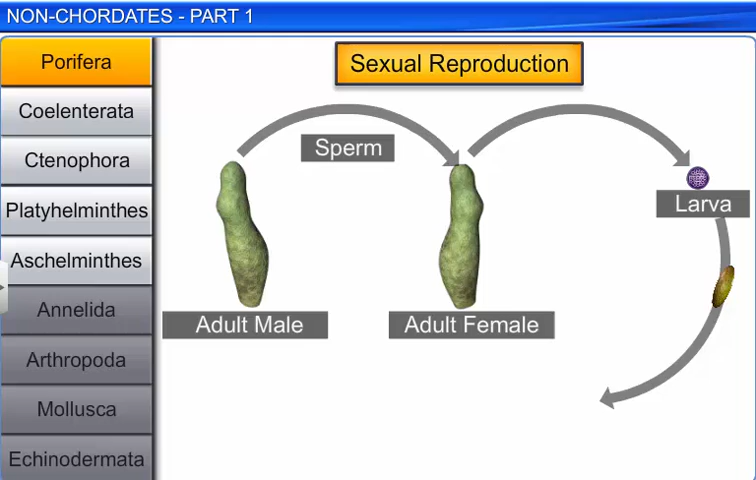 NON-CHORDATES - PART 1
Porifera
Coelenterata
Ctenophora
Platyhelminthes
Aschelminthes
Annelida
Arthropoda
Mollusca
Echinodermata
Sexual Reproduction
Sperm
Larva
Adult Male
Adult Female